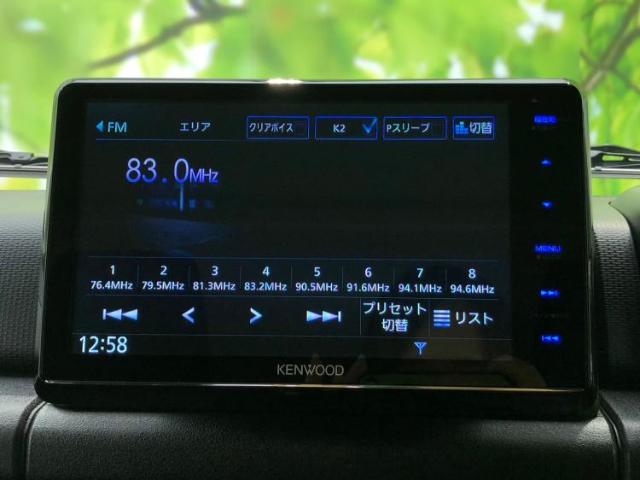 FM エリア クリアボイス K2 Pスリープ 切替
83.0MHz
1 2 3 4 5 6 7 8
76.4MHz 79.5MHz 81.3MHz 83.2MHz 90.5MHz 91.6MHz 94.1MHz 94.6MHz
プリセット切替 リスト
12:58
KENWOOD
現在地
MENU